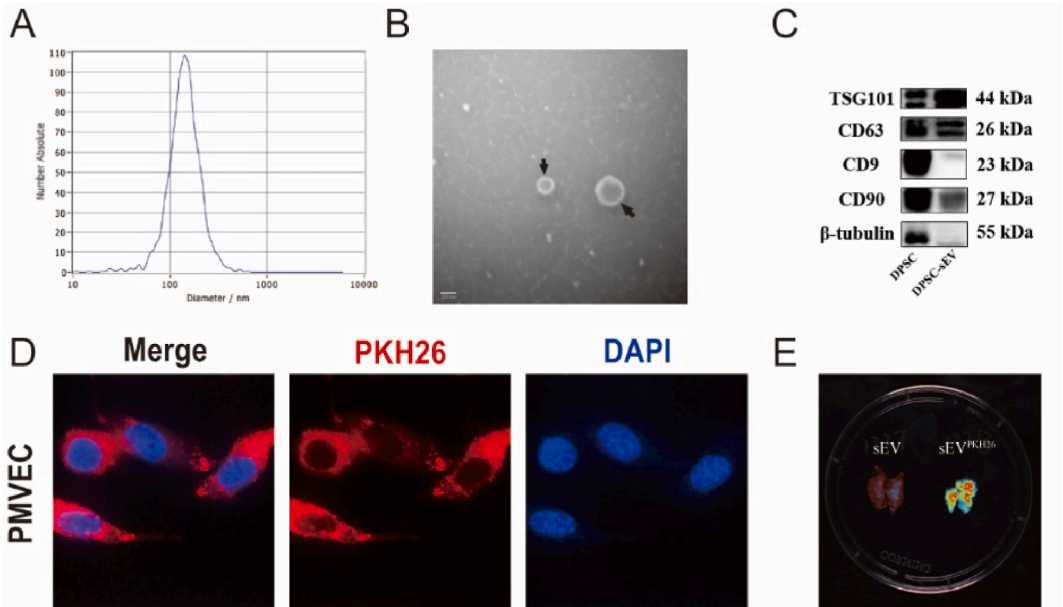 A
B
C
110
100
90
80
70
60
50
40
30
20
10
0
Number Absolute
10 100 1000 10000
Diameter / nm
TSG101 44 kDa
CD63 26 kDa
CD9 23 kDa
CD90 27 kDa
β-tubulin 55 kDa
DPSC DPSC-sEV
D
E
Merge PKH26 DAPI
PMVEC
sEV sEVPKH26